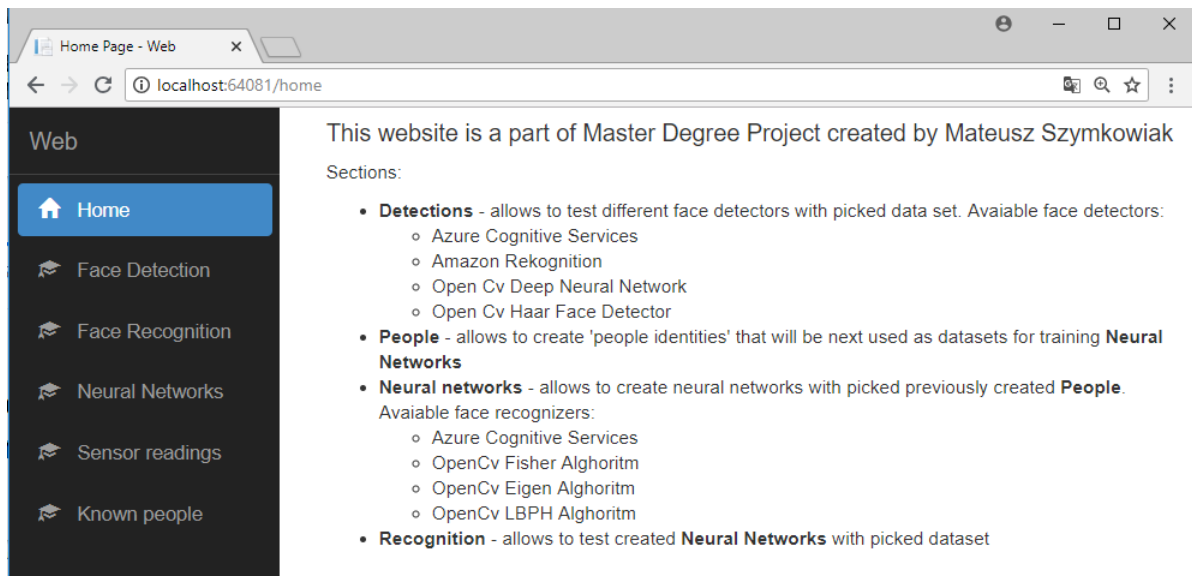 Home Page - Web
localhost:64081/home
Web
Home
Face Detection
Face Recognition
Neural Networks
Sensor readings
Known people
This website is a part of Master Degree Project created by Mateusz Szymkowiak
Sections:
Detections - allows to test different face detectors with picked data set. Avaiable face detectors:
Azure Cognitive Services
Amazon Rekognition
Open Cv Deep Neural Network
Open Cv Haar Face Detector
People - allows to create 'people identities' that will be next used as datasets for training Neural
Networks
Neural networks - allows to create neural networks with picked previously created People.
Avaiable face recognizers:
Azure Cognitive Services
OpenCv Fisher Alghoritm
OpenCv Eigen Alghoritm
OpenCv LBPH Alghoritm
Recognition - allows to test created Neural Networks with picked dataset